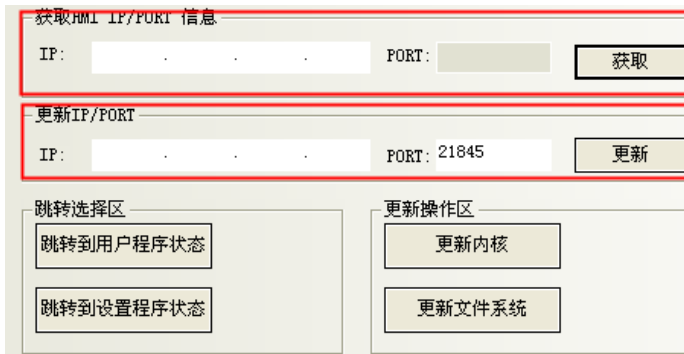 获取HMI IP/PORT 信息
IP: . . . PORT: 获取
更新IP/PORT
IP: . . . PORT: 21845 更新
跳转选择区 更新操作区
跳转到用户程序状态 更新内核
跳转到设置程序状态 更新文件系统